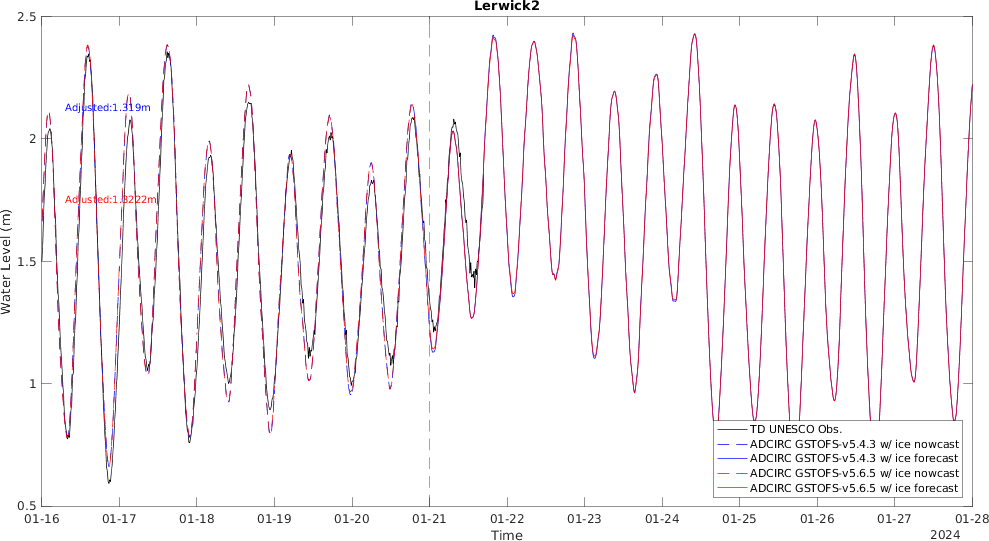 Lerwick2
2.5
2
1.5
1
0.5
Water Level (m)
Adjusted:1.319m
Adjusted:1.3222m
TD UNESCO Obs.
ADCIRC GSTOFS-v5.4.3 w/ ice nowcast
ADCIRC GSTOFS-v5.4.3 w/ ice forecast
ADCIRC GSTOFS-v5.6.5 w/ ice nowcast
ADCIRC GSTOFS-v5.6.5 w/ ice forecast
01-16 01-17 01-18 01-19 01-20 01-21 01-22 01-23 01-24 01-25 01-26 01-27 01-28
Time
2024